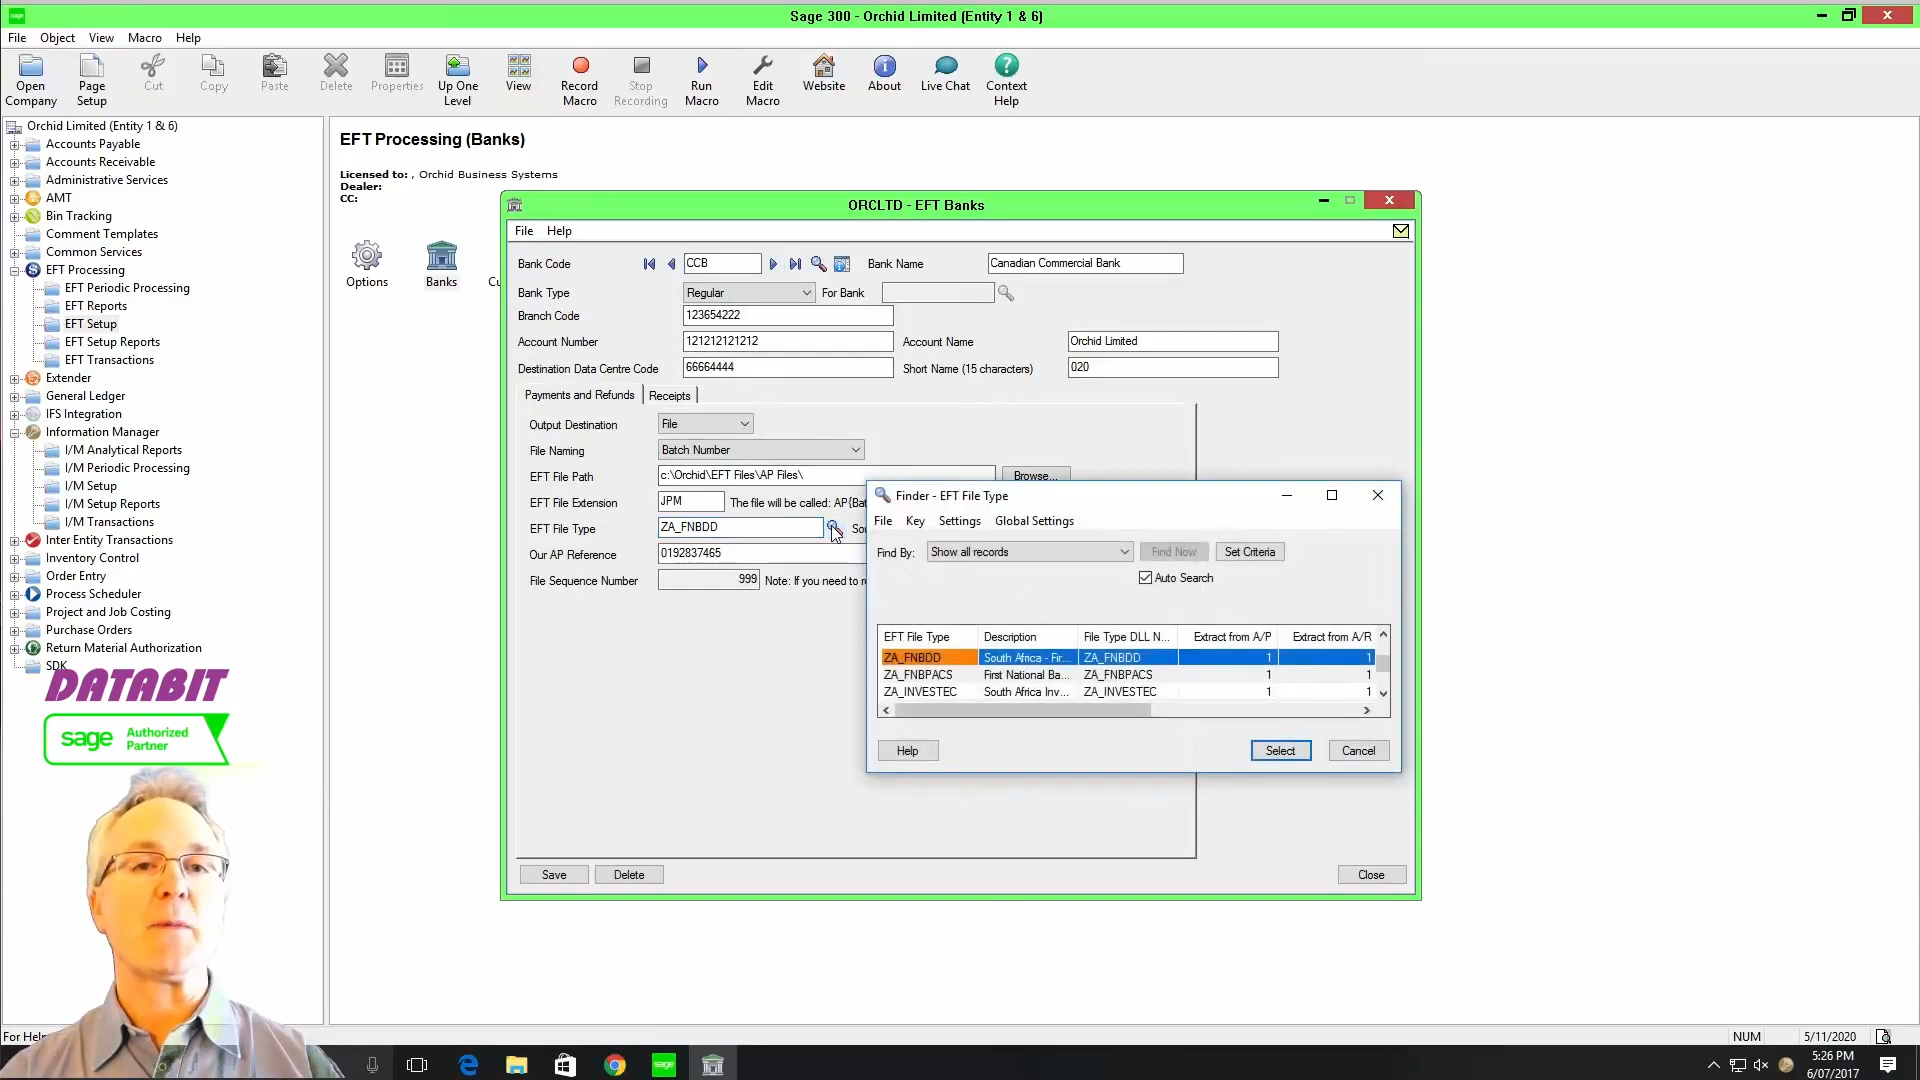 sage
Sage 300 - Orchid Limited (Entity 1 & 6)
File Object View Macro Help
Open Company
Page Setup
Cut
Copy
Paste
Delete
Properties
Up One Level
View
Record Macro
Stop Recording
Run Macro
Edit Macro
Website
About
Live Chat
Context Help
Orchid Limited (Entity 1 & 6)
Accounts Payable
Accounts Receivable
Administrative Services
AMT
Bin Tracking
Comment Templates
Common Services
EFT Processing
EFT Periodic Processing
EFT Reports
EFT Setup
EFT Setup Reports
EFT Transactions
Extender
General Ledger
IFS Integration
Information Manager
I/M Analytical Reports
I/M Periodic Processing
I/M Setup
I/M Setup Reports
I/M Transactions
Inter Entity Transactions
Inventory Control
Order Entry
Process Scheduler
Project and Job Costing
Purchase Orders
Return Material Authorization
SDK
DATABIT
sage Authorized Partner
For Help
EFT Processing (Banks)
Licensed to: , Orchid Business Systems
Dealer:
CC:
Options
Banks
Cu
ORCLTD - EFT Banks
File Help
Bank Code CCB Bank Name Canadian Commercial Bank
Bank Type Regular For Bank
Branch Code 123654222
Account Number 121212121212 Account Name Orchid Limited
Destination Data Centre Code 66664444 Short Name (15 characters) 020
Payments and Refunds Receipts
Output Destination File
File Naming Batch Number
EFT File Path c:\Orchid\EFT Files\AP Files\ Browse...
EFT File Extension JPM The file will be called: AP{Bat
EFT File Type ZA_FNBDD Sou
Our AP Reference 0192837465
File Sequence Number 999 Note: If you need to re
Save Delete Close
Finder - EFT File Type
File Key Settings Global Settings
Find By: Show all records Find Now Set Criteria
Auto Search
EFT File Type Description File Type DLL N... Extract from A/P Extract from A/R
ZA_FNBDD South Africa - Fir... ZA_FNBDD 1 1
ZA_FNBPACS First National Ba... ZA_FNBPACS 1 1
ZA_INVESTEC South Africa Inv... ZA_INVESTEC 1 1
Help Select Cancel
NUM 5/11/2020
sage
5:26 PM
6/07/2017